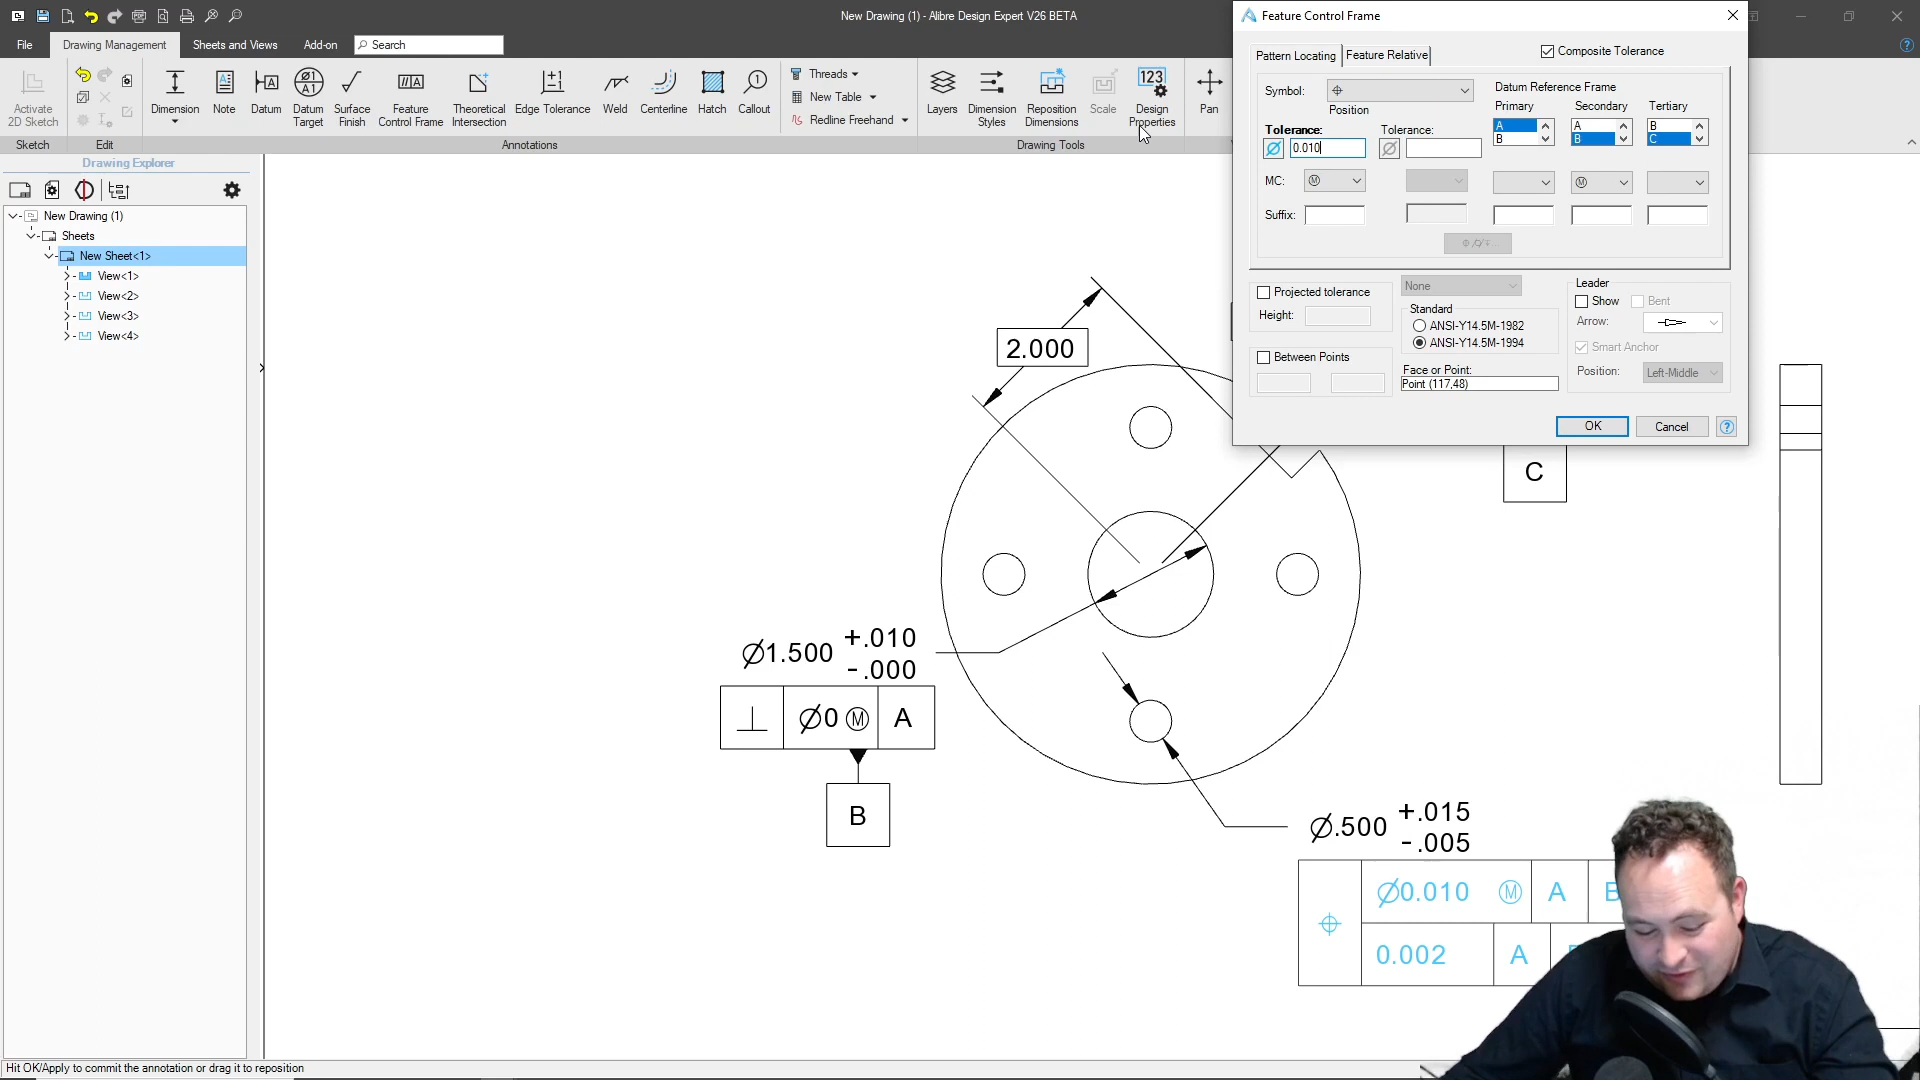 New Drawing (1) - Alibre Design Expert V26 BETA
File
Drawing Management
Sheets and Views
Add-on
Search
Activate
2D Sketch
Sketch
Edit
Dimension
Note
Datum
Datum
Target
Surface
Finish
Feature
Control Frame
Theoretical
Intersection
Edge Tolerance
Weld
Centerline
Hatch
Callout
Threads
New Table
Redline Freehand
Annotations
Layers
Dimension
Styles
Reposition
Dimensions
Scale
Design
Properties
Drawing Tools
Pan
Drawing Explorer
New Drawing (1)
Sheets
New Sheet<1>
View<1>
View<2>
View<3>
View<4>
Feature Control Frame
Pattern Locating
Feature Relative
Composite Tolerance
Symbol:
⌖
Position
Datum Reference Frame
Primary
Secondary
Tertiary
Tolerance:
Tolerance:
A
B
A
B
B
C
∅ 0.010
∅
MC:
Ⓜ
Ⓜ
Suffix:
Projected tolerance
Height:
None
Standard
ANSI-Y14.5M-1982
ANSI-Y14.5M-1994
Leader
Show
Bent
Arrow:
Smart Anchor
Position:
Left-Middle
Between Points
Face or Point:
Point (117,48)
OK
Cancel
?
2.000
C
∅1.500 +.010
-.000
⊥ ∅0 Ⓜ A
B
∅.500 +.015
-.005
⌖ ∅0.010 Ⓜ A B
0.002 A
Hit OK/Apply to commit the annotation or drag it to reposition